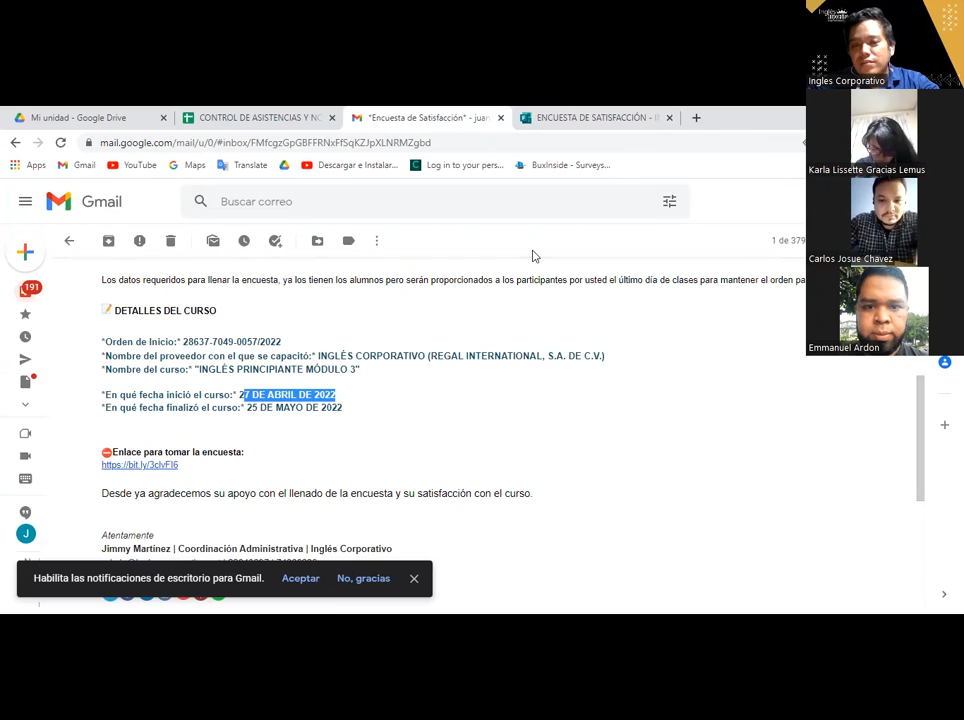 Inglés
Ingles Corporativo
Mi unidad - Google Drive
CONTROL DE ASISTENCIAS Y NO
*Encuesta de Satisfacción* - juan
ENCUESTA DE SATISFACCIÓN - I
mail.google.com/mail/u/0/#inbox/FMfcgzGpGBFFRNxFfSqKZJpXLNRMZgbd
Apps
Gmail
YouTube
Maps
Translate
Descargar e Instalar...
Log in to your pers...
BuxInside - Surveys...
Karla Lissette Gracias Lemus
Gmail
Buscar correo
1 de 379
Carlos Josue Chavez
Los datos requeridos para llenar la encuesta, ya los tienen los alumnos pero serán proporcionados a los participantes por usted el último día de clases para mantener el orden pa
191
DETALLES DEL CURSO
*Orden de Inicio:* 28637-7049-0057/2022
Emmanuel Ardon
*Nombre del proveedor con el que se capacitó:* INGLÉS CORPORATIVO (REGAL INTERNATIONAL, S.A. DE C.V.)
*Nombre del curso:* "INGLÉS PRINCIPIANTE MÓDULO 3"
*En qué fecha inició el curso:* 27 DE ABRIL DE 2022
*En qué fecha finalizó el curso:* 25 DE MAYO DE 2022
Enlace para tomar la encuesta:
https://bit.ly/3clvFI6
Desde ya agradecemos su apoyo con el llenado de la encuesta y su satisfacción con el curso.
J
Atentamente
Jimmy Martínez | Coordinación Administrativa | Inglés Corporativo
Habilita las notificaciones de escritorio para Gmail.
Aceptar
No, gracias